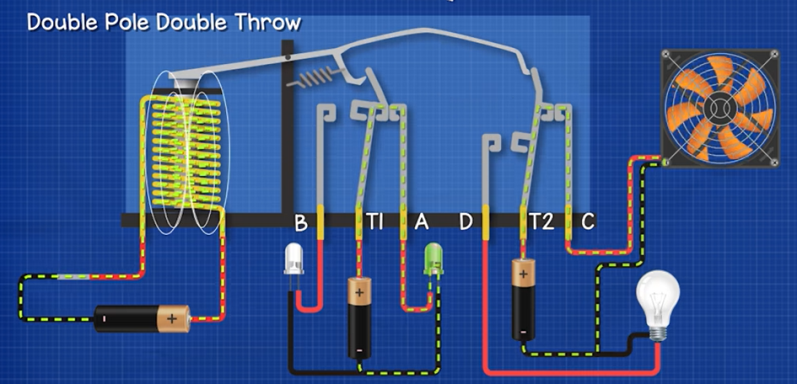 Double Pole Double Throw
B T1 A D T2 C
- +
+
-
+
-